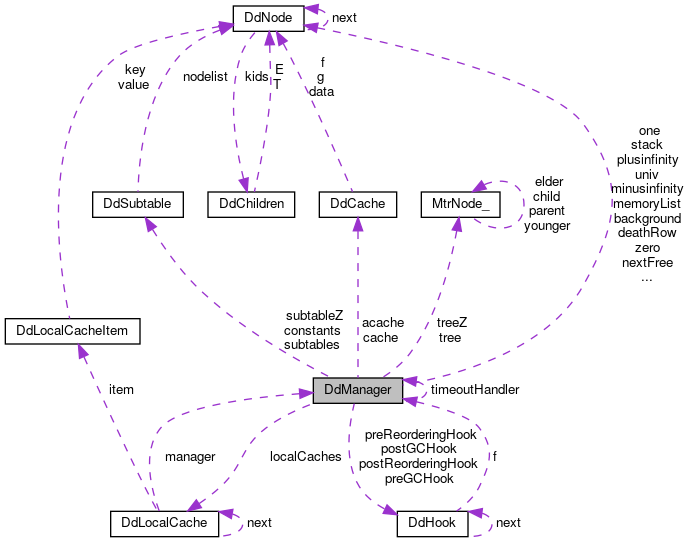 DdNode
next
key
value
nodelist
kids
E
T
f
g
data
one
stack
plusinfinity
univ
minusinfinity
memoryList
background
deathRow
zero
nextFree
...
DdSubtable
DdChildren
DdCache
MtrNode_
elder
child
parent
younger
DdLocalCacheItem
subtableZ
constants
subtables
acache
cache
treeZ
tree
item
DdManager
timeoutHandler
manager
localCaches
preReorderingHook
postGCHook
postReorderingHook
preGCHook
f
DdLocalCache
next
DdHook
next